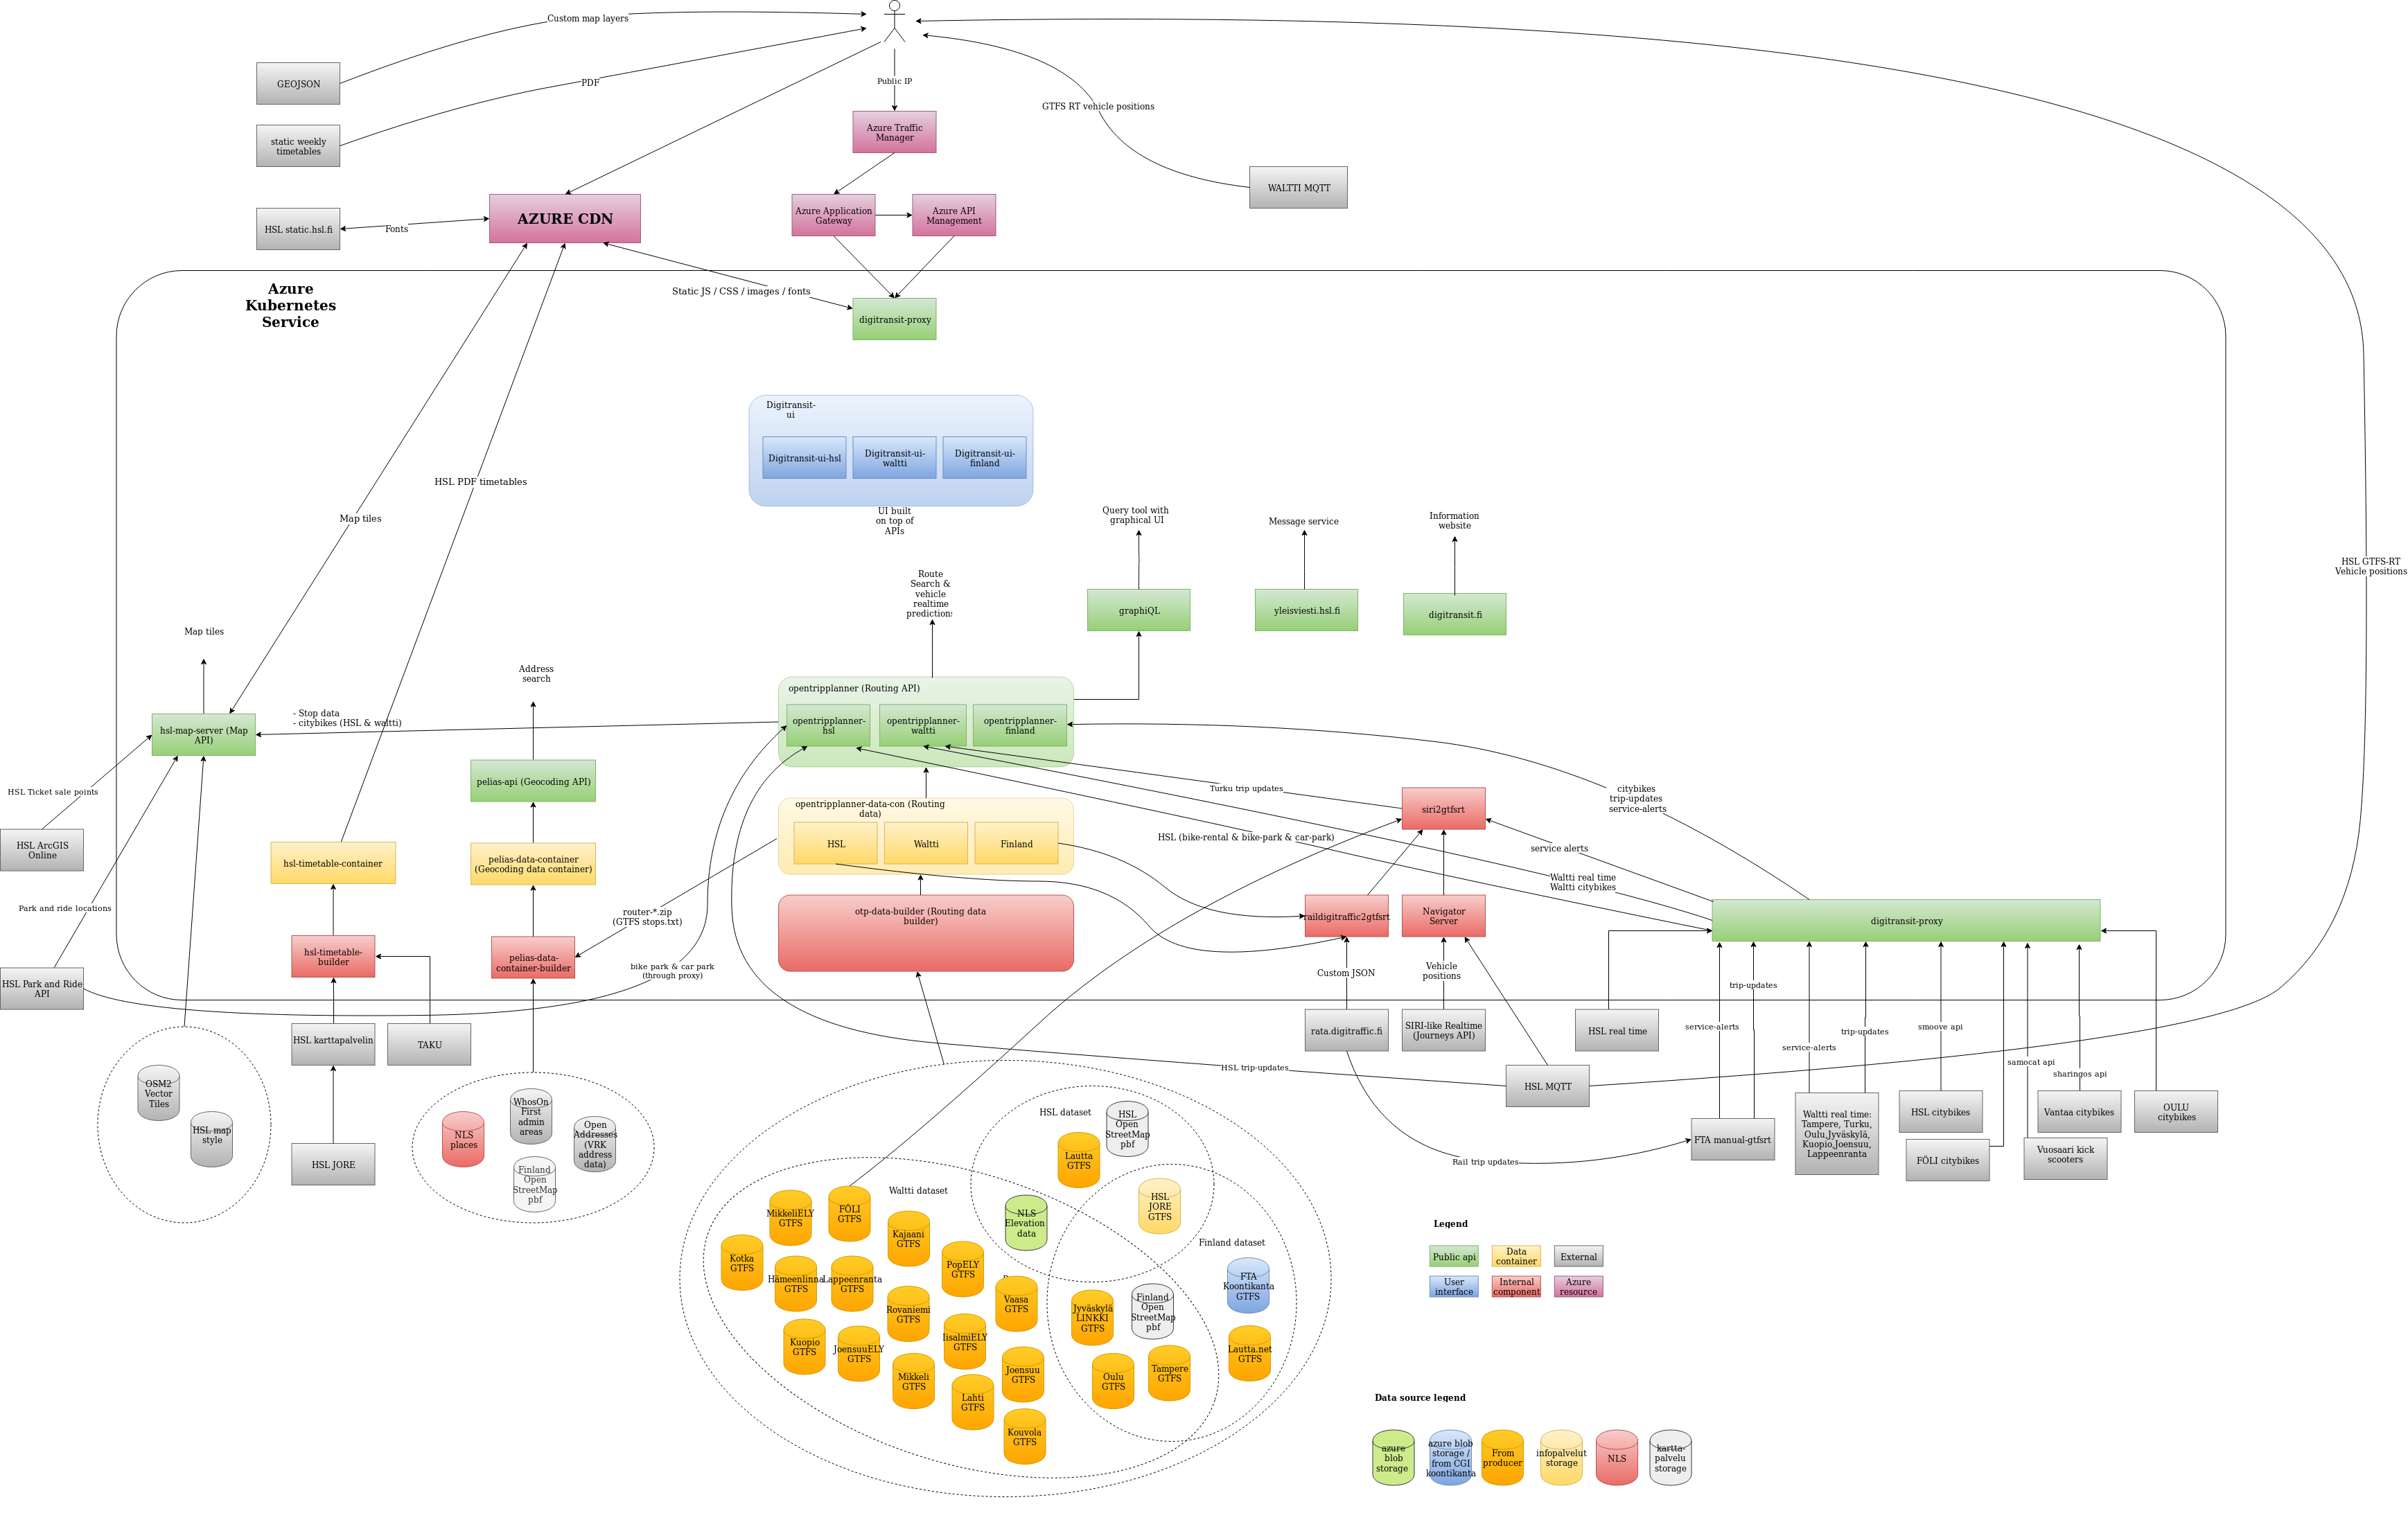 Custom map layers
GEOJSON
PDF
Public IP
GTFS RT vehicle positions
static weekly
timetables
Azure Traffic
Manager
WALTTI MQTT
HSL static.hsl.fi
Fonts
AZURE CDN
Azure Application
Gateway
Azure API
Management
Azure
Kubernetes
Service
Static JS / CSS / images / fonts
digitransit-proxy
Digitransit-
ui
Digitransit-ui-hsl
Digitransit-ui-
waltti
Digitransit-ui-
finland
UI built
on top of
APIs
HSL PDF timetables
Map tiles
Query tool with
graphical UI
Message service
Information
website
HSL GTFS-RT
Vehicle positions
Route
Search &
vehicle
realtime
predictions
graphiQL
yleisviesti.hsl.fi
digitransit.fi
Map tiles
Address
search
- Stop data
- citybikes (HSL & waltti)
hsl-map-server (Map
API)
opentripplanner (Routing API)
opentripplanner-
hsl
opentripplanner-
waltti
opentripplanner-
finland
pelias-api (Geocoding API)
HSL Ticket sale points
Turku trip updates
citybikes
trip-updates
service-alerts
siri2gtfsrt
opentripplanner-data-con (Routing
data)
HSL
Waltti
Finland
HSL (bike-rental & bike-park & car-park)
service alerts
HSL ArcGIS
Online
hsl-timetable-container
pelias-data-container
(Geocoding data container)
Waltti real time
Waltti citybikes
Park and ride locations
router-*.zip
(GTFS stops.txt)
otp-data-builder (Routing data
builder)
raildigitraffic2gtfsrt
Navigator
Server
digitransit-proxy
hsl-timetable-
builder
pelias-data-
container-builder
bike park & car park
(through proxy)
Custom JSON
Vehicle
positions
HSL Park and Ride
API
trip-updates
service-alerts
service-alerts
trip-updates
smoove api
samocat api
sharingos api
HSL karttapalvelin
TAKU
rata.digitraffic.fi
SIRI-like Realtime
(Journeys API)
HSL real time
HSL trip-updates
HSL MQTT
OSM2
Vector
Tiles
HSL map
style
HSL JORE
NLS
places
WhosOn
First
admin
areas
Open
Addresses
(VRK
address
data)
Finland
Open
StreetMap
pbf
HSL dataset
HSL
Open
StreetMap
pbf
Lautta
GTFS
Rail trip updates
FTA manual-gtfsrt
Waltti real time:
Tampere, Turku,
Oulu,Jyväskylä,
Kuopio,Joensuu,
Lappeenranta
HSL citybikes
FÖLI citybikes
Vantaa citybikes
Vuosaari kick
scooters
OULU
citybikes
Waltti dataset
HSL
JORE
GTFS
NLS
Elevation
data
Finland dataset
MikkeliELY
GTFS
FÖLI
GTFS
Kajaani
GTFS
Kotka
GTFS
Hämeenlinna
GTFS
Lappeenranta
GTFS
PopELY
GTFS
Vaasa
GTFS
Rovaniemi
GTFS
Kuopio
GTFS
JoensuuELY
GTFS
IisalmiELY
GTFS
Mikkeli
GTFS
Joensuu
GTFS
Lahti
GTFS
Kouvola
GTFS
Jyväskylä
LINKKI
GTFS
Finland
Open
StreetMap
pbf
FTA
Koontikanta
GTFS
Oulu
GTFS
Tampere
GTFS
Lautta.net
GTFS
Legend
Public api
Data
container
External
User
interface
Internal
component
Azure
resource
Data source legend
azure
blob
storage
azure blob
storage /
from CGI
koontikanta
From
producer
infopalvelut
storage
NLS
kartta-
palvelu
storage